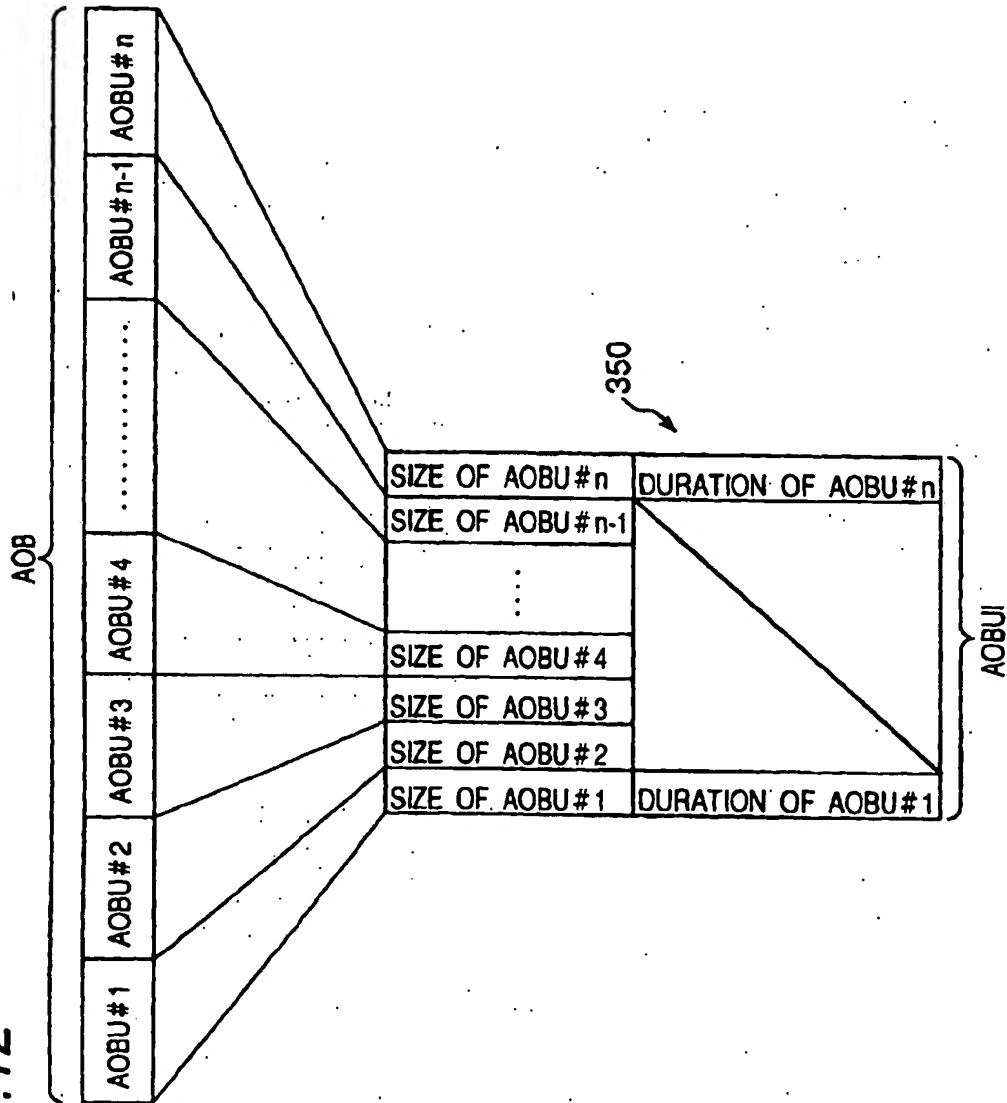 AOB
AOBU#1
AOBU#2
AOBU#3
AOBU#4
..........
AOBU#n-1
AOBU#n
350
SIZE OF AOBU#1
DURATION OF AOBU#1
SIZE OF AOBU#2
SIZE OF AOBU#3
SIZE OF AOBU#4
.....
SIZE OF AOBU#n-1
SIZE OF AOBU#n
DURATION OF AOBU#n
AOBUI